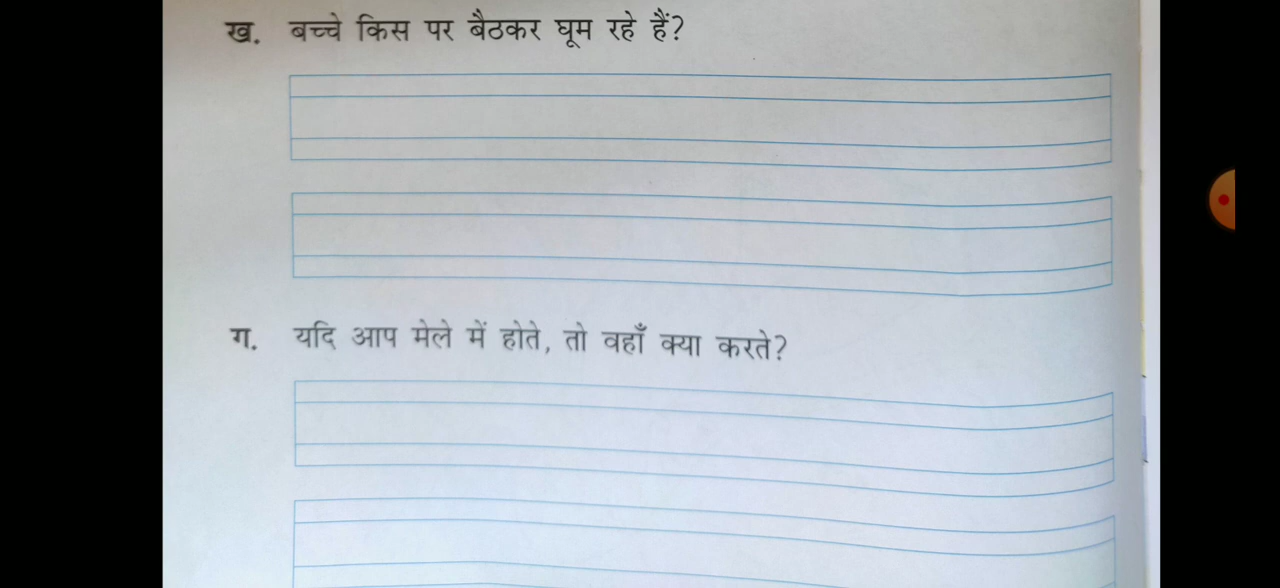 ख. बच्चे किस पर बैठकर घूम रहे हैं?
ग. यदि आप मेले में होते, तो वहाँ क्या करते?